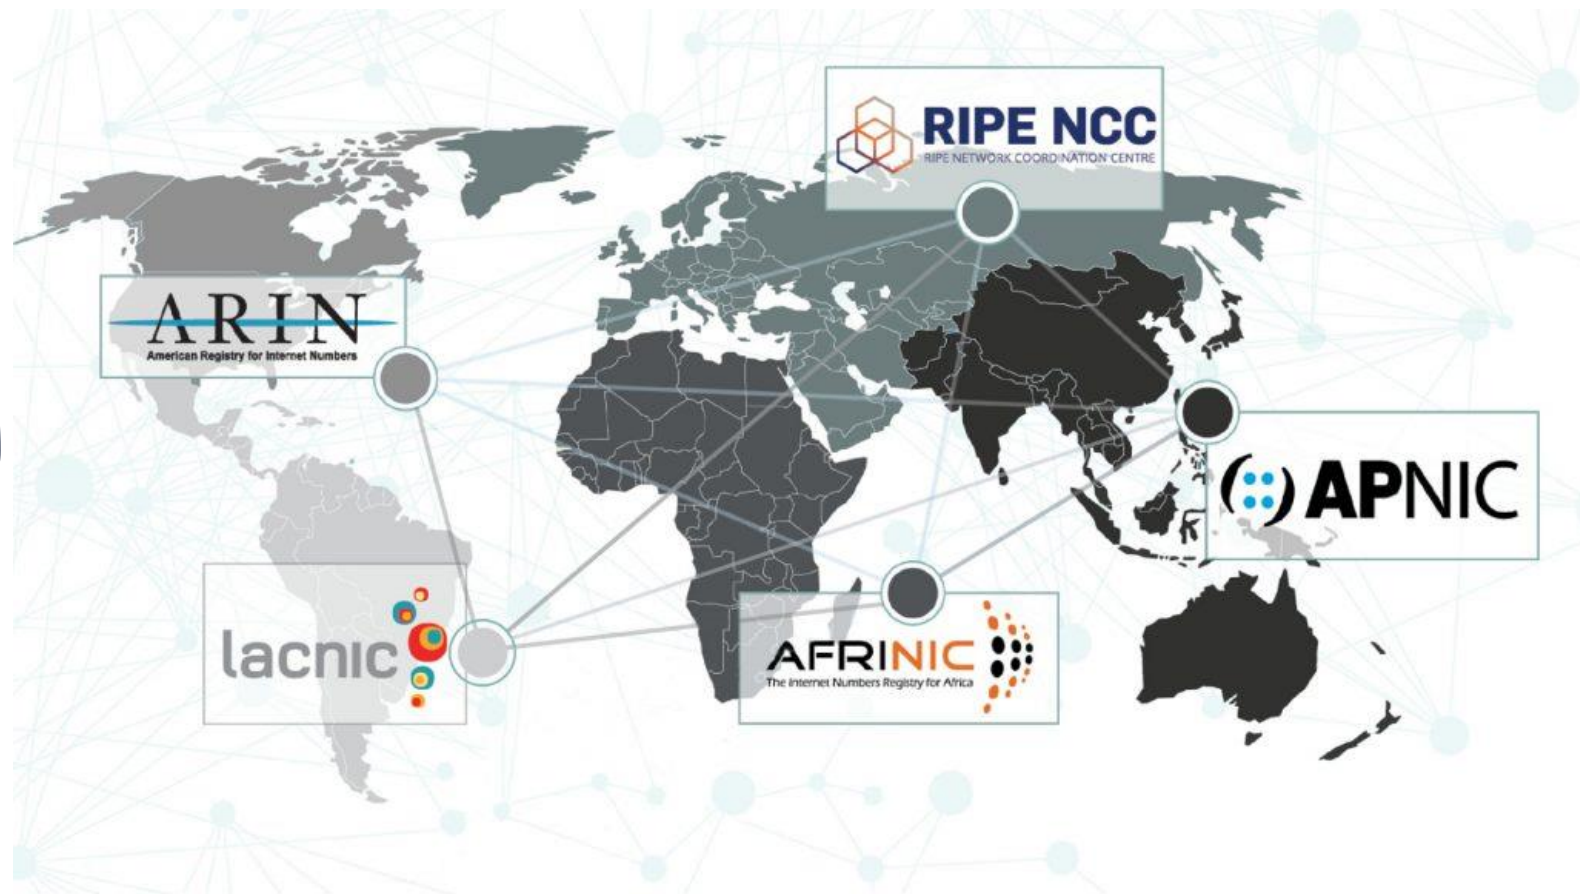 RIPE NCC
RIPE NETWORK COORDINATION CENTRE
ARIN
American Registry for Internet Numbers
APNIC
lacnic
AFRINIC
The Internet Numbers Registry for Africa